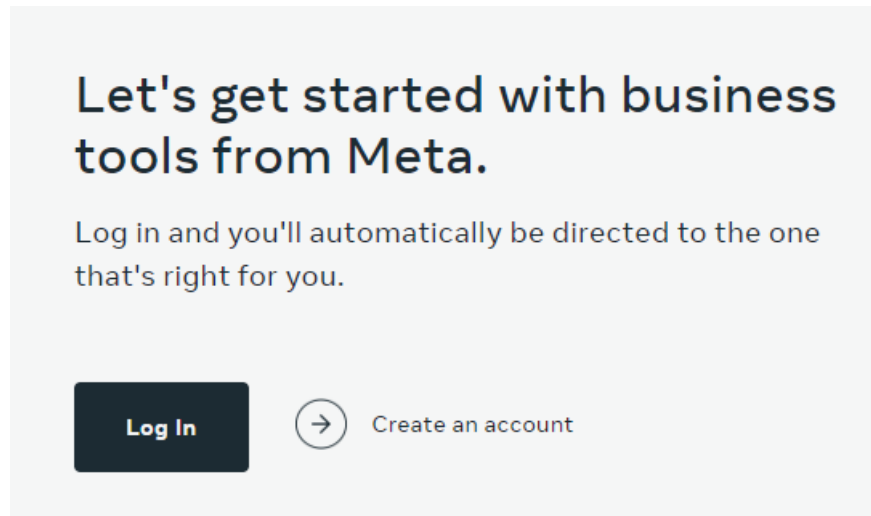 Let's get started with business
tools from Meta.
Log in and you'll automatically be directed to the one
that's right for you.
Log In
Create an account